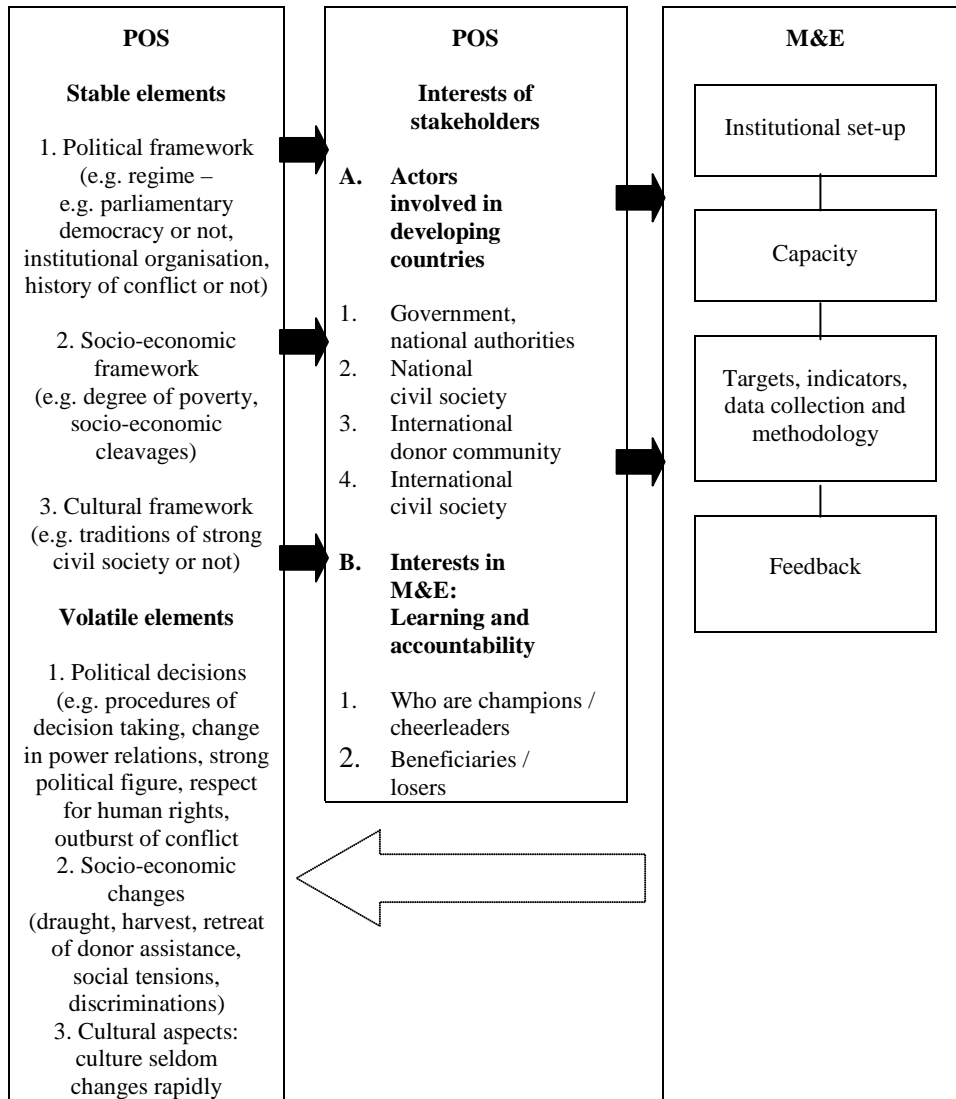 POS
Stable elements
1. Political framework
(e.g. regime –
e.g. parliamentary
democracy or not,
institutional organisation,
history of conflict or not)
2. Socio-economic
framework
(e.g. degree of poverty,
socio-economic
cleavages)
3. Cultural framework
(e.g. traditions of strong
civil society or not)
Volatile elements
1. Political decisions
(e.g. procedures of
decision taking, change
in power relations, strong
political figure, respect
for human rights,
outburst of conflict
2. Socio-economic
changes
(draught, harvest, retreat
of donor assistance,
social tensions,
discriminations)
3. Cultural aspects:
culture seldom
changes rapidly
POS
Interests of
stakeholders
A. Actors
involved in
developing
countries
1. Government,
national authorities
2. National
civil society
3. International
donor community
4. International
civil society
B. Interests in
M&E:
Learning and
accountability
1. Who are champions /
cheerleaders
2. Beneficiaries /
losers
M&E
Institutional set-up
Capacity
Targets, indicators,
data collection and
methodology
Feedback